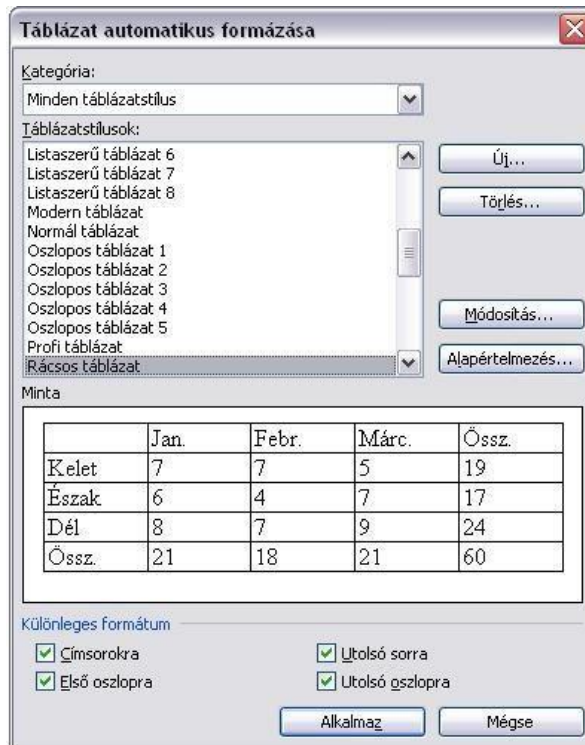 Táblázat automatikus formázása
Kategória:
Minden táblázatstílus
Táblázatstílusok:
Listaszerű táblázat 6
Listaszerű táblázat 7
Listaszerű táblázat 8
Modern táblázat
Normál táblázat
Oszlopos táblázat 1
Oszlopos táblázat 2
Oszlopos táblázat 3
Oszlopos táblázat 4
Oszlopos táblázat 5
Profi táblázat
Rácsos táblázat
Új...
Törlés...
Módosítás...
Alapértelmezés...
Minta
Jan. Febr. Márc. Össz.
Kelet 7 7 5 19
Észak 6 4 7 17
Dél 8 7 9 24
Össz. 21 18 21 60
Különleges formátum
Címsorokra Utolsó sorra
Első oszlopra Utolsó oszlopra
Alkalmaz Mégse